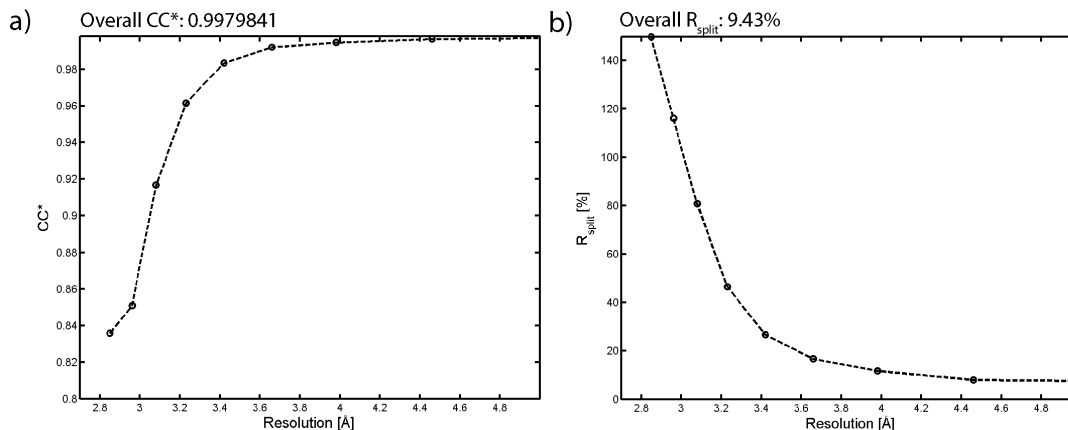 a) Overall CC*: 0.9979841
0.98
0.96
0.94
0.92
0.9
0.88
0.86
0.84
0.82
0.8
CC*
2.8 3 3.2 3.4 3.6 3.8 4 4.2 4.4 4.6 4.8
Resolution [Å]
b) Overall Rsplit: 9.43%
140
120
100
80
60
40
20
0
Rsplit [%]
2.8 3 3.2 3.4 3.6 3.8 4 4.2 4.4 4.6 4.8
Resolution [Å]